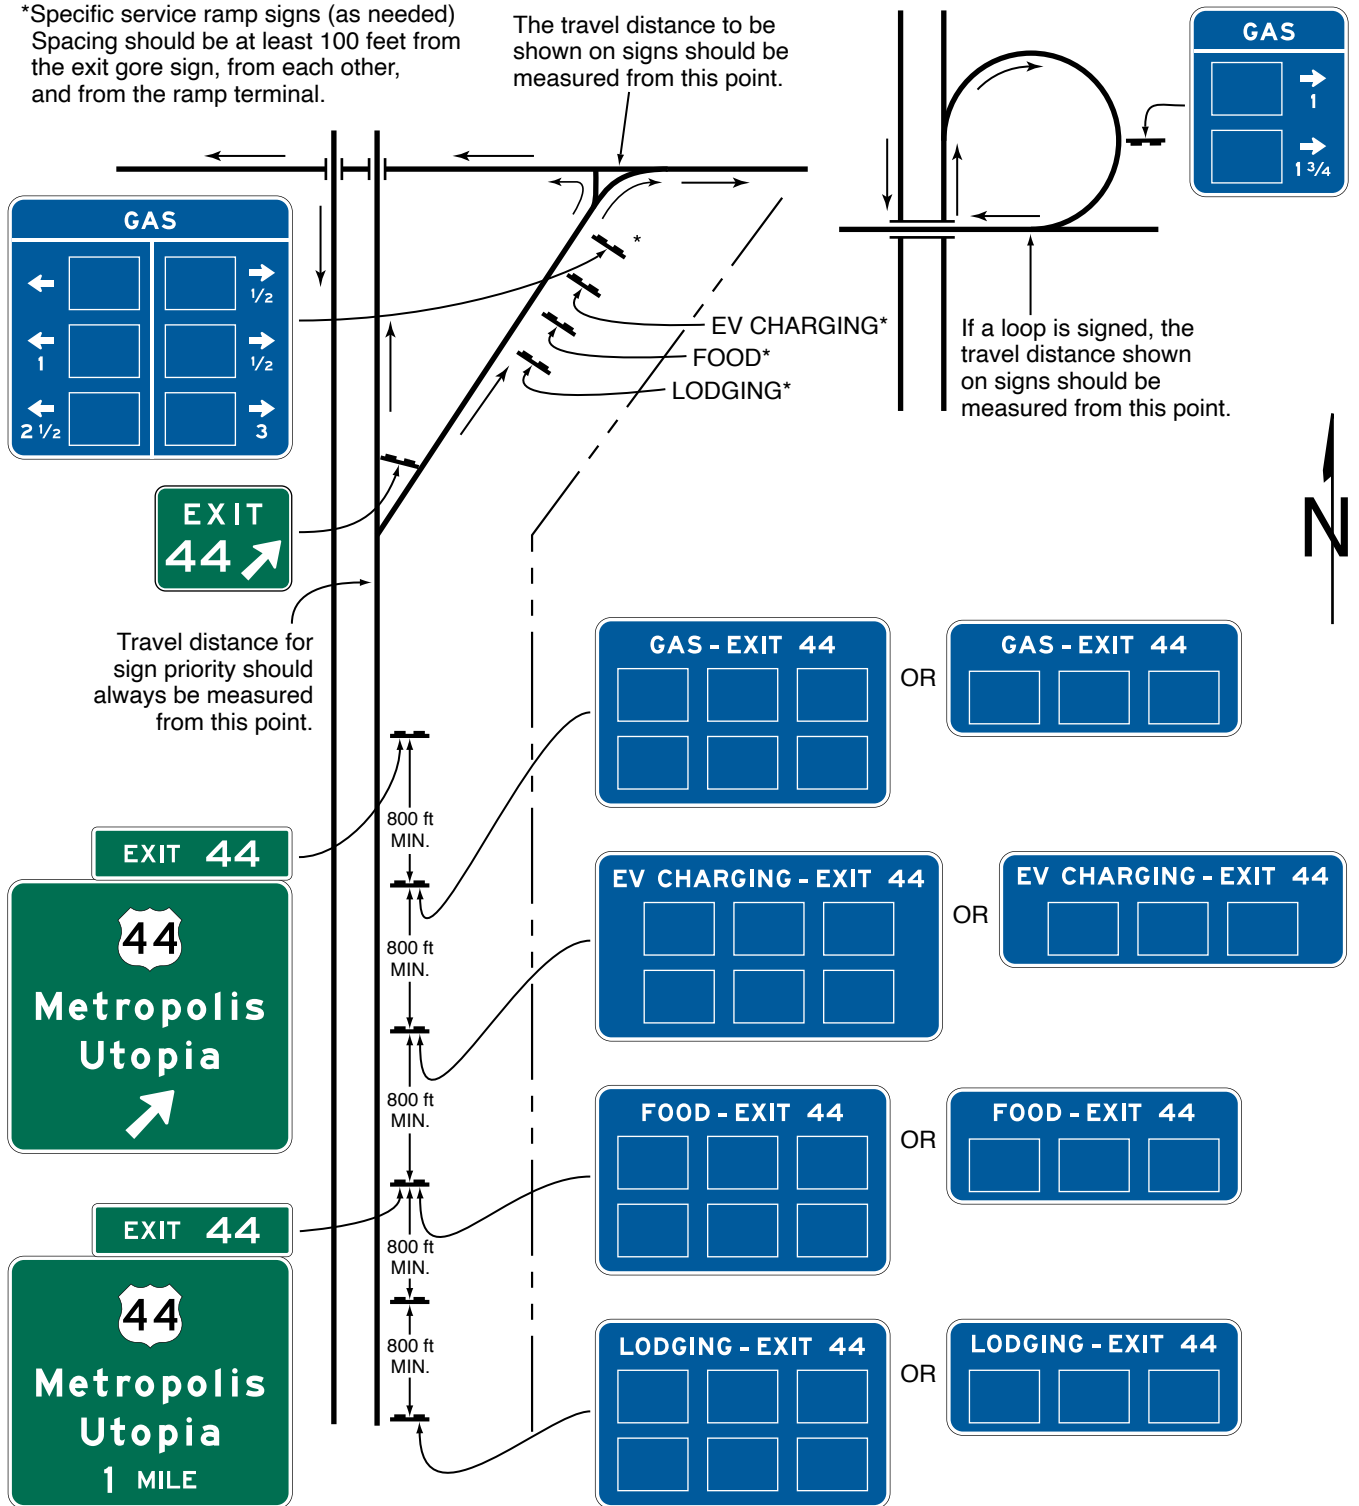 *Specific service ramp signs (as needed)
Spacing should be at least 100 feet from
the exit gore sign, from each other,
and from the ramp terminal.
The travel distance to be
shown on signs should be
measured from this point.
GAS
1
1 3/4
GAS
1/2
1
1/2
2 1/2
3
*
EV CHARGING*
FOOD*
LODGING*
If a loop is signed, the
travel distance shown
on signs should be
measured from this point.
N
EXIT
44
Travel distance for
sign priority should
always be measured
from this point.
GAS - EXIT 44
OR
GAS - EXIT 44
800 ft
MIN.
EXIT 44
44
Metropolis
Utopia
EV CHARGING - EXIT 44
OR
EV CHARGING - EXIT 44
800 ft
MIN.
800 ft
MIN.
FOOD - EXIT 44
OR
FOOD - EXIT 44
EXIT 44
44
Metropolis
Utopia
1 MILE
800 ft
MIN.
800 ft
MIN.
LODGING - EXIT 44
OR
LODGING - EXIT 44